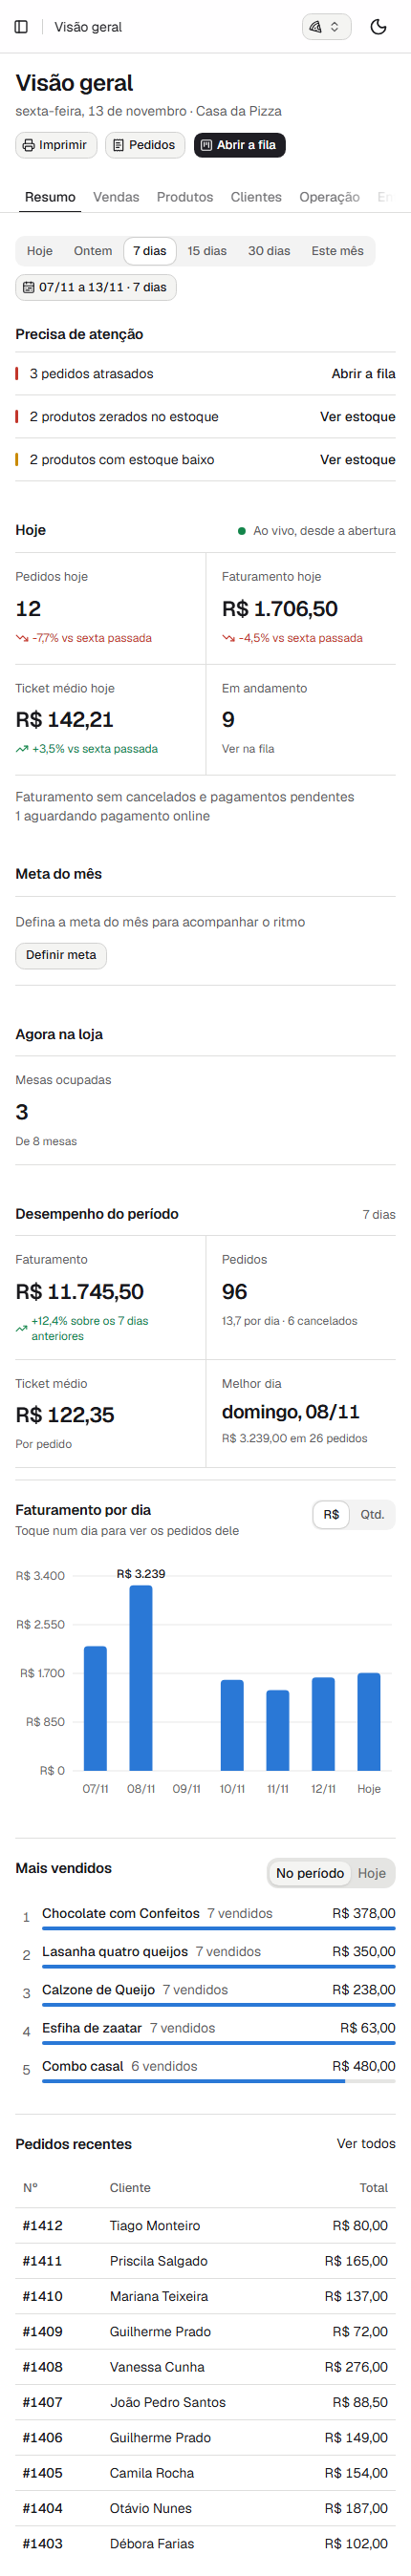 Visão geral
Visão geral
sexta-feira, 13 de novembro · Casa da Pizza
Imprimir
Pedidos
Abrir a fila
Resumo Vendas Produtos Clientes Operação
Hoje Ontem 7 dias 15 dias 30 dias Este mês
07/11 a 13/11 · 7 dias
Precisa de atenção
3 pedidos atrasados Abrir a fila
2 produtos zerados no estoque Ver estoque
2 produtos com estoque baixo Ver estoque
Hoje Ao vivo, desde a abertura
Pedidos hoje
12
-7,7% vs sexta passada
Faturamento hoje
R$ 1.706,50
-4,5% vs sexta passada
Ticket médio hoje
R$ 142,21
+3,5% vs sexta passada
Em andamento
9
Ver na fila
Faturamento sem cancelados e pagamentos pendentes
1 aguardando pagamento online
Meta do mês
Defina a meta do mês para acompanhar o ritmo
Definir meta
Agora na loja
Mesas ocupadas
3
De 8 mesas
Desempenho do período 7 dias
Faturamento
R$ 11.745,50
+12,4% sobre os 7 dias
anteriores
Pedidos
96
13,7 por dia · 6 cancelados
Ticket médio
R$ 122,35
Por pedido
Melhor dia
domingo, 08/11
R$ 3.239,00 em 26 pedidos
Faturamento por dia
Toque num dia para ver os pedidos dele
R$ Qtd.
R$ 3.400
R$ 3.239
R$ 2.550
R$ 1.700
R$ 850
R$ 0
07/11 08/11 09/11 10/11 11/11 12/11 Hoje
Mais vendidos
No período Hoje
1 Chocolate com Confeitos 7 vendidos R$ 378,00
2 Lasanha quatro queijos 7 vendidos R$ 350,00
3 Calzone de Queijo 7 vendidos R$ 238,00
4 Esfiha de zaatar 7 vendidos R$ 63,00
5 Combo casal 6 vendidos R$ 480,00
Pedidos recentes Ver todos
N° Cliente Total
#1412 Tiago Monteiro R$ 80,00
#1411 Priscila Salgado R$ 165,00
#1410 Mariana Teixeira R$ 137,00
#1409 Guilherme Prado R$ 72,00
#1408 Vanessa Cunha R$ 276,00
#1407 João Pedro Santos R$ 88,50
#1406 Guilherme Prado R$ 149,00
#1405 Camila Rocha R$ 154,00
#1404 Otávio Nunes R$ 187,00
#1403 Débora Farias R$ 102,00